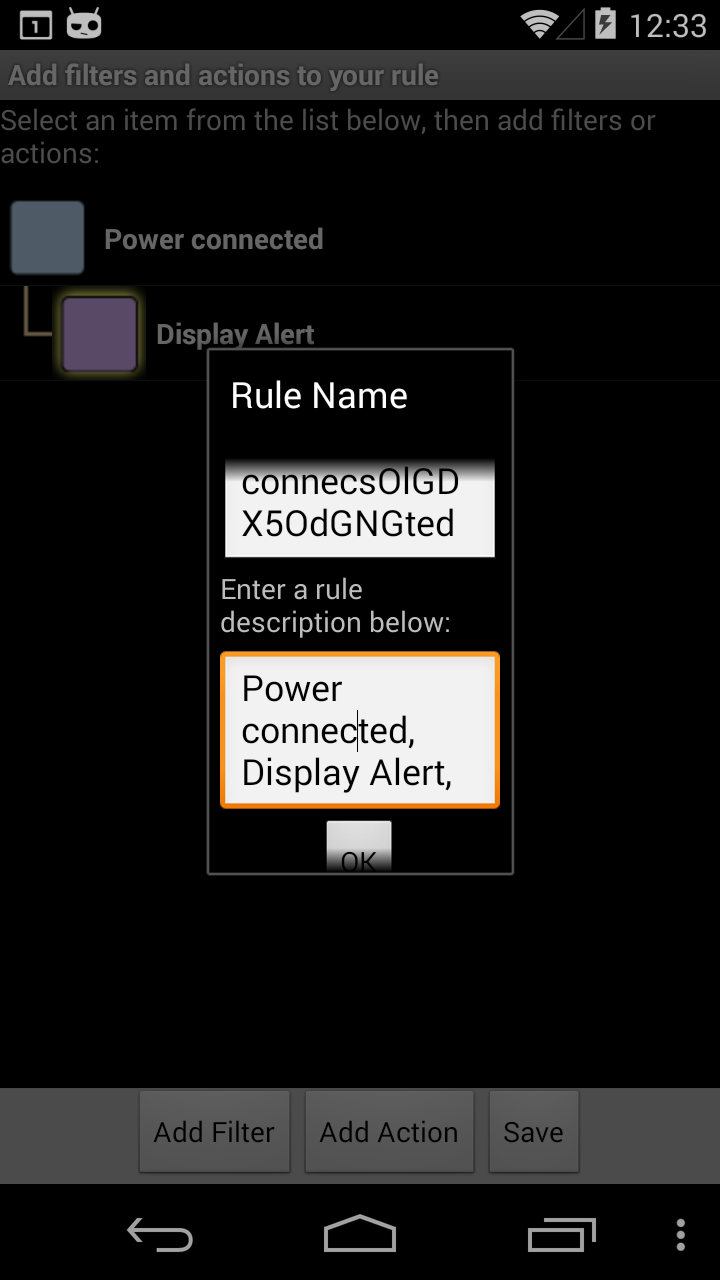 1
12:33
Add filters and actions to your rule
Select an item from the list below, then add filters or
actions:
Power connected
Display Alert
Rule Name
connecsOlGD
X5OdGNGted
Enter a rule
description below:
Power
connected,
Display Alert,
OK
Add Filter
Add Action
Save